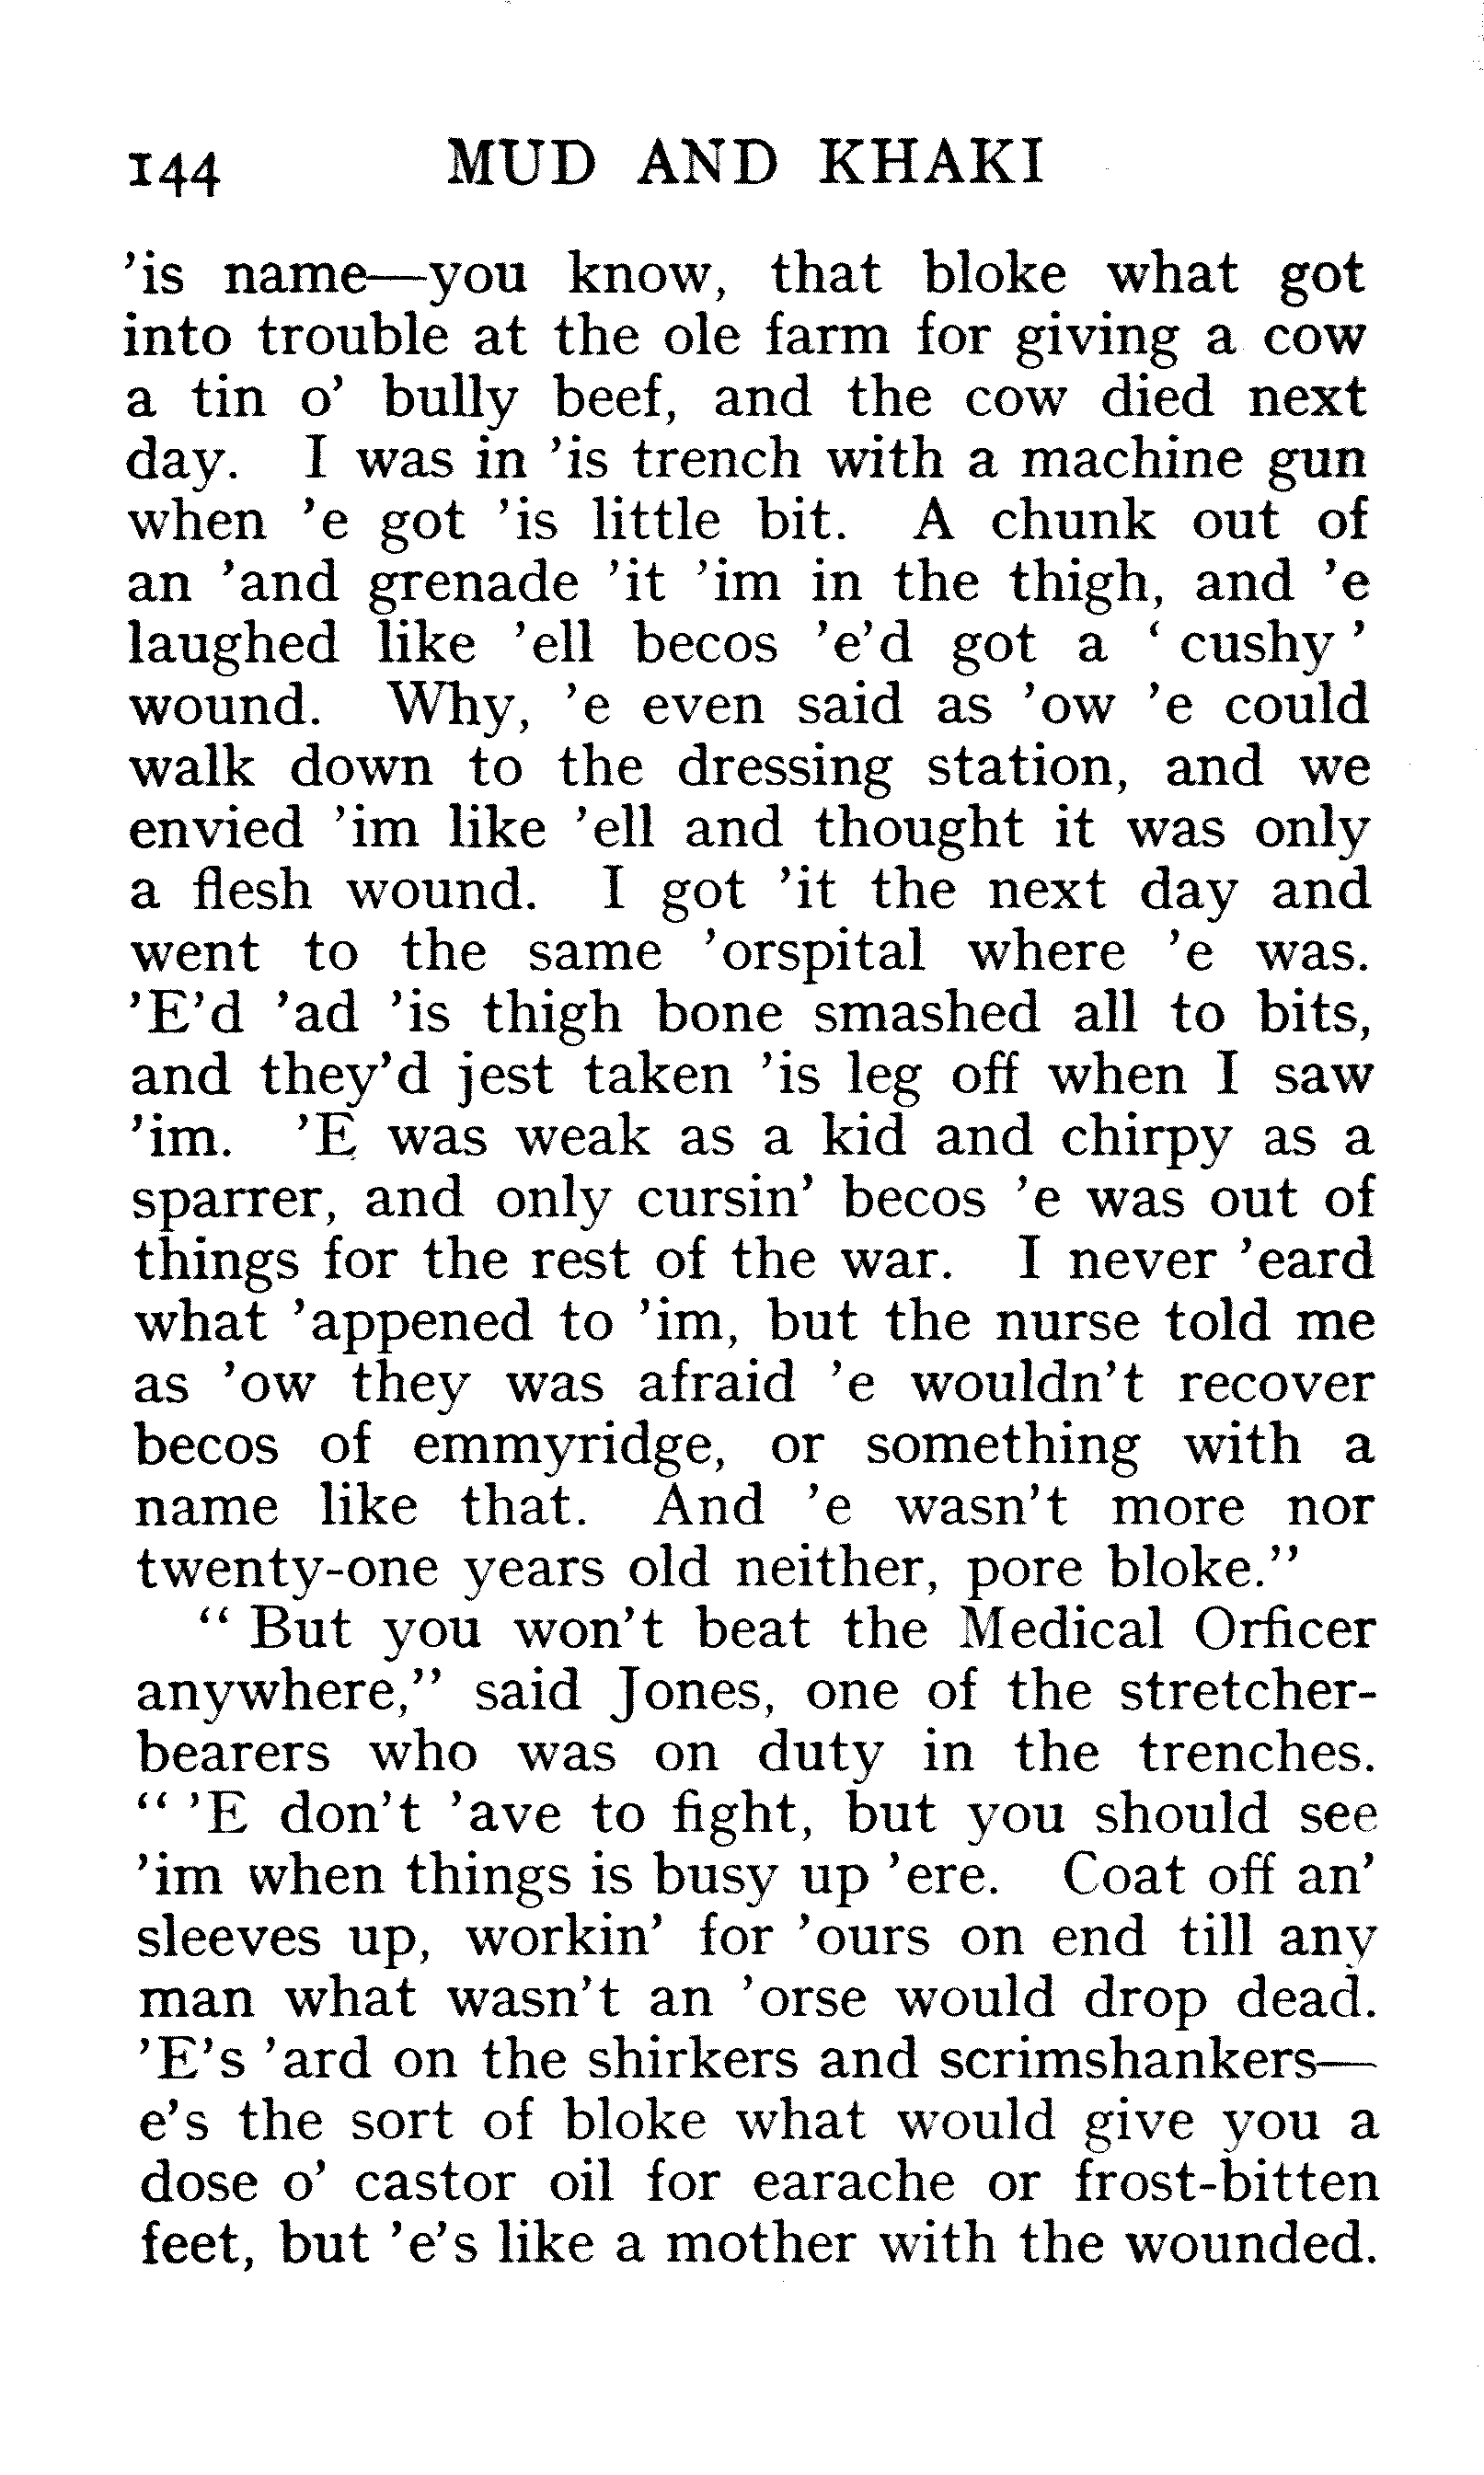 144 MUD AND KHAKI
'is name—you know, that bloke what got
into trouble at the ole farm for giving a cow
a tin o' bully beef, and the cow died next
day. I was in 'is trench with a machine gun
when 'e got 'is little bit. A chunk out of
an 'and grenade 'it 'im in the thigh, and 'e
laughed like 'ell becos 'e'd got a ‘ cushy ’
wound. Why, 'e even said as 'ow 'e could
walk down to the dressing station, and we
envied 'im like 'ell and thought it was only
a flesh wound. I got 'it the next day and
went to the same 'orspital where 'e was.
'E'd 'ad 'is thigh bone smashed all to bits,
and they'd jest taken 'is leg off when I saw
'im. 'E was weak as a kid and chirpy as a
sparrer, and only cursin' becos 'e was out of
things for the rest of the war. I never 'eard
what 'appened to 'im, but the nurse told me
as 'ow they was afraid 'e wouldn't recover
becos of emmyridge, or something with a
name like that. And 'e wasn't more nor
twenty-one years old neither, pore bloke.”
“ But you won't beat the Medical Orficer
anywhere,” said Jones, one of the stretcher-
bearers who was on duty in the trenches.
“ 'E don't 'ave to fight, but you should see
'im when things is busy up 'ere. Coat off an'
sleeves up, workin' for 'ours on end till any
man what wasn't an 'orse would drop dead.
'E's 'ard on the shirkers and scrimshankers—
e's the sort of bloke what would give you a
dose o' castor oil for earache or frost-bitten
feet, but 'e's like a mother with the wounded.